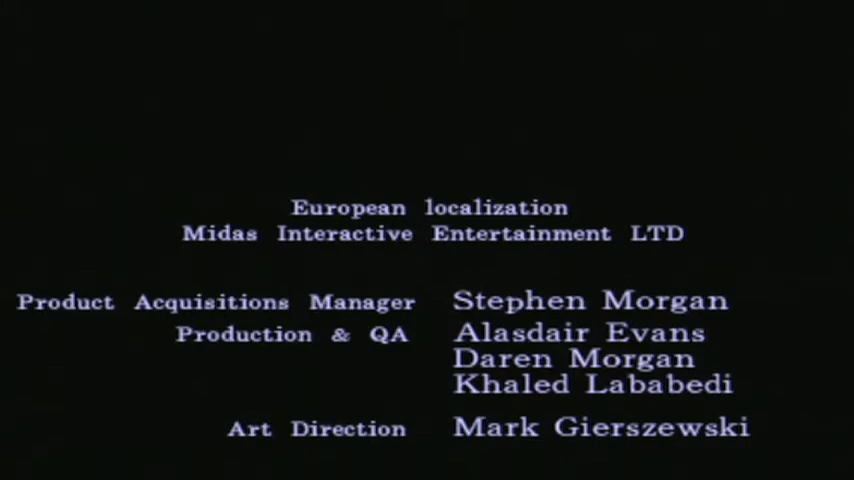 European localization
Midas Interactive Entertainment LTD
Product Acquisitions Manager Stephen Morgan
Production & QA Alasdair Evans
Daren Morgan
Khaled Lababedi
Art Direction Mark Gierszewski